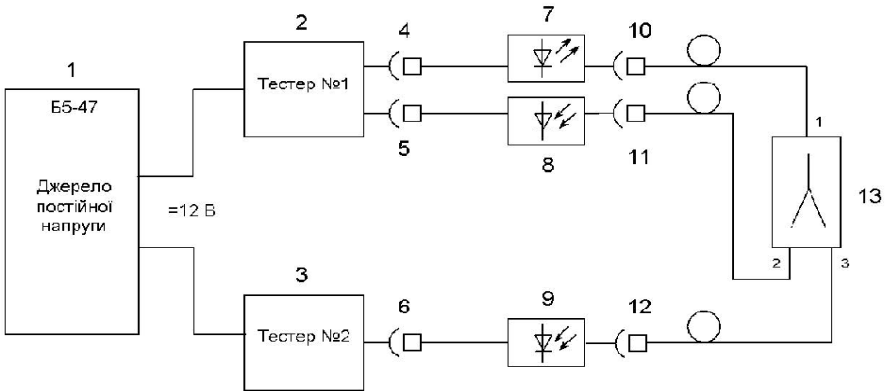 1
Б5-47
Джерело
постійної
напруги
=12 В
2
Тестер №1
4
5
7
8
10
11
1
13
2
3
3
Тестер №2
6
9
12